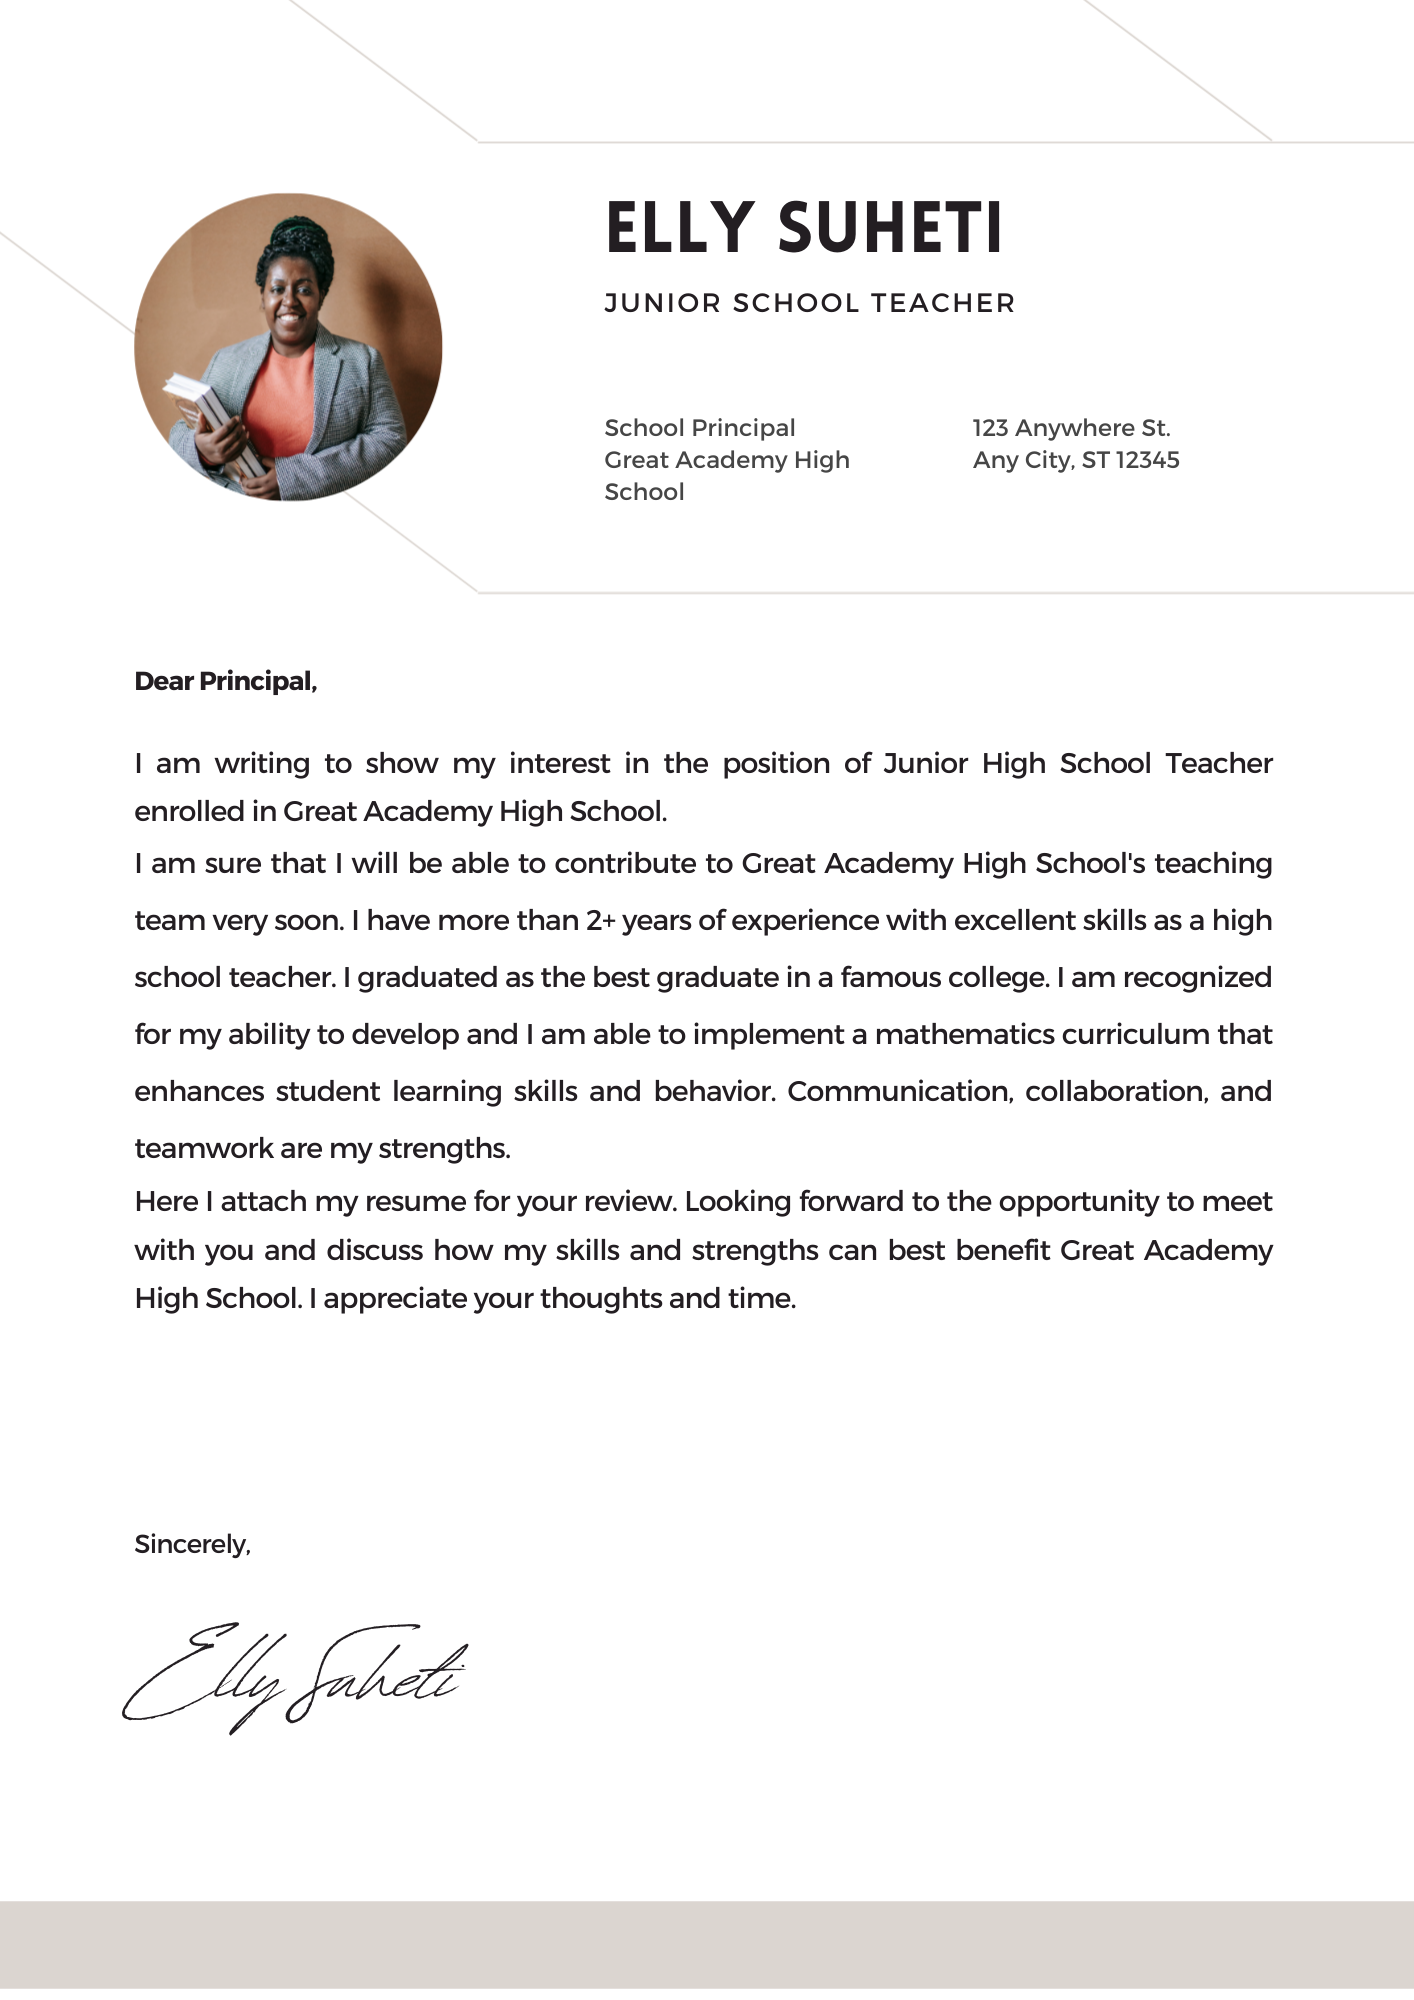 ELLY SUHETI
JUNIOR SCHOOL TEACHER
School Principal
Great Academy High
School
123 Anywhere St.
Any City, ST 12345
Dear Principal,
I am writing to show my interest in the position of Junior High School Teacher
enrolled in Great Academy High School.
I am sure that I will be able to contribute to Great Academy High School's teaching
team very soon. I have more than 2+ years of experience with excellent skills as a high
school teacher. I graduated as the best graduate in a famous college. I am recognized
for my ability to develop and I am able to implement a mathematics curriculum that
enhances student learning skills and behavior. Communication, collaboration, and
teamwork are my strengths.
Here I attach my resume for your review. Looking forward to the opportunity to meet
with you and discuss how my skills and strengths can best benefit Great Academy
High School. I appreciate your thoughts and time.
Sincerely,
Elly Suheti